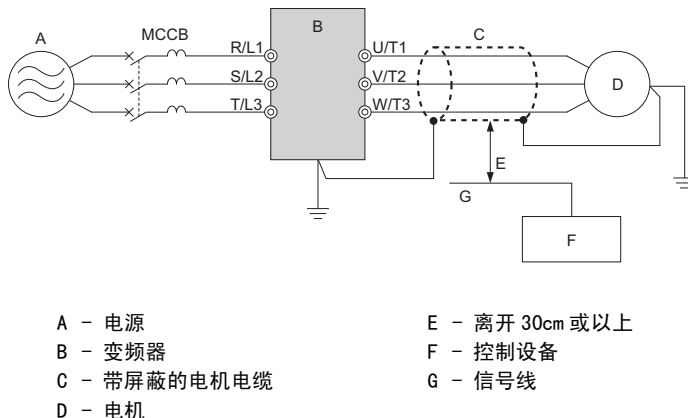 A
MCCB
R/L1
S/L2
T/L3
B
U/T1
V/T2
W/T3
C
D
E
G
F
A - 电源
B - 变频器
C - 带屏蔽的电机电缆
D - 电机
E - 离开 30cm 或以上
F - 控制设备
G - 信号线